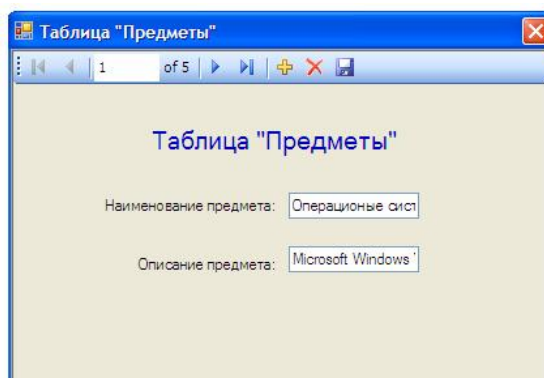 Таблица "Предметы"
1 of 5
Таблица "Предметы"
Наименование предмета: Операционые сист
Описание предмета: Microsoft Windows